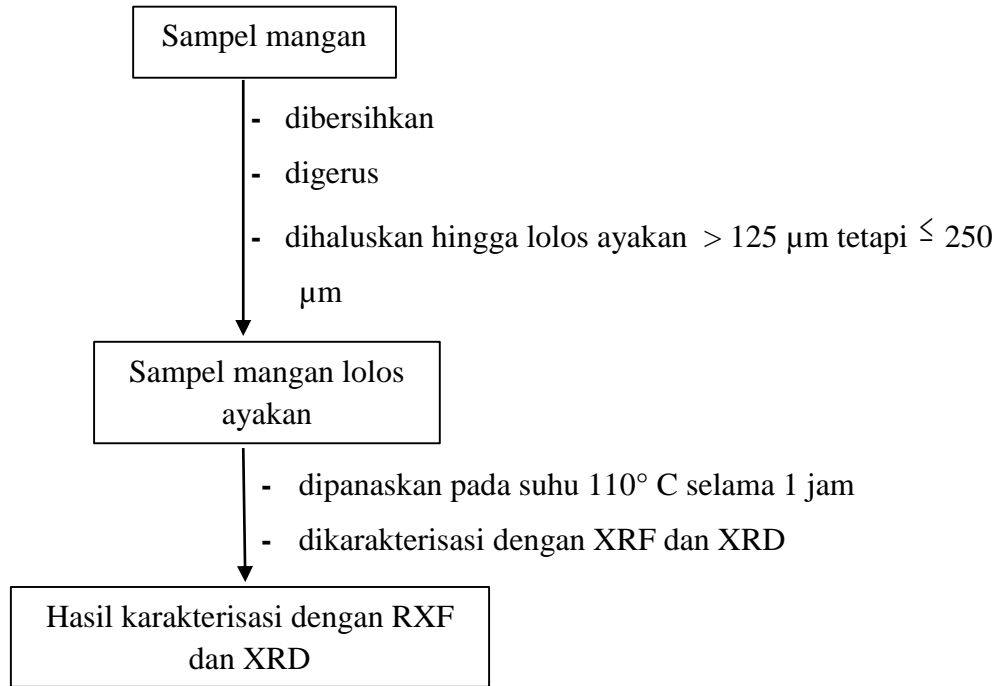 Sampel mangan
- dibersihkan
- digerus
- dihaluskan hingga lolos ayakan > 125 µm tetapi ≤ 250
µm
Sampel mangan lolos
ayakan
- dipanaskan pada suhu 110° C selama 1 jam
- dikarakterisasi dengan XRF dan XRD
Hasil karakterisasi dengan RXF
dan XRD